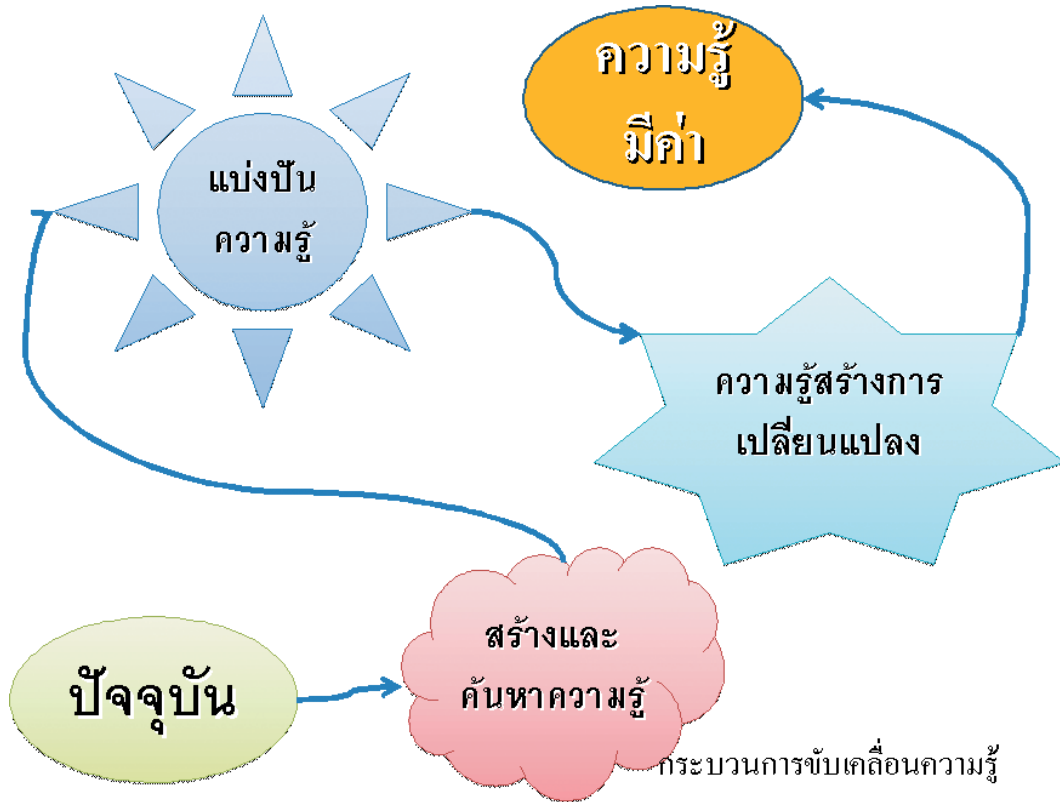 ความรู้
มีค่า
แบ่งปัน
ความรู้
ความรู้สร้างการ
เปลี่ยนแปลง
สร้างและ
ค้นหาความรู้
ปัจจุบัน
กระบวนการขับเคลื่อนความรู้